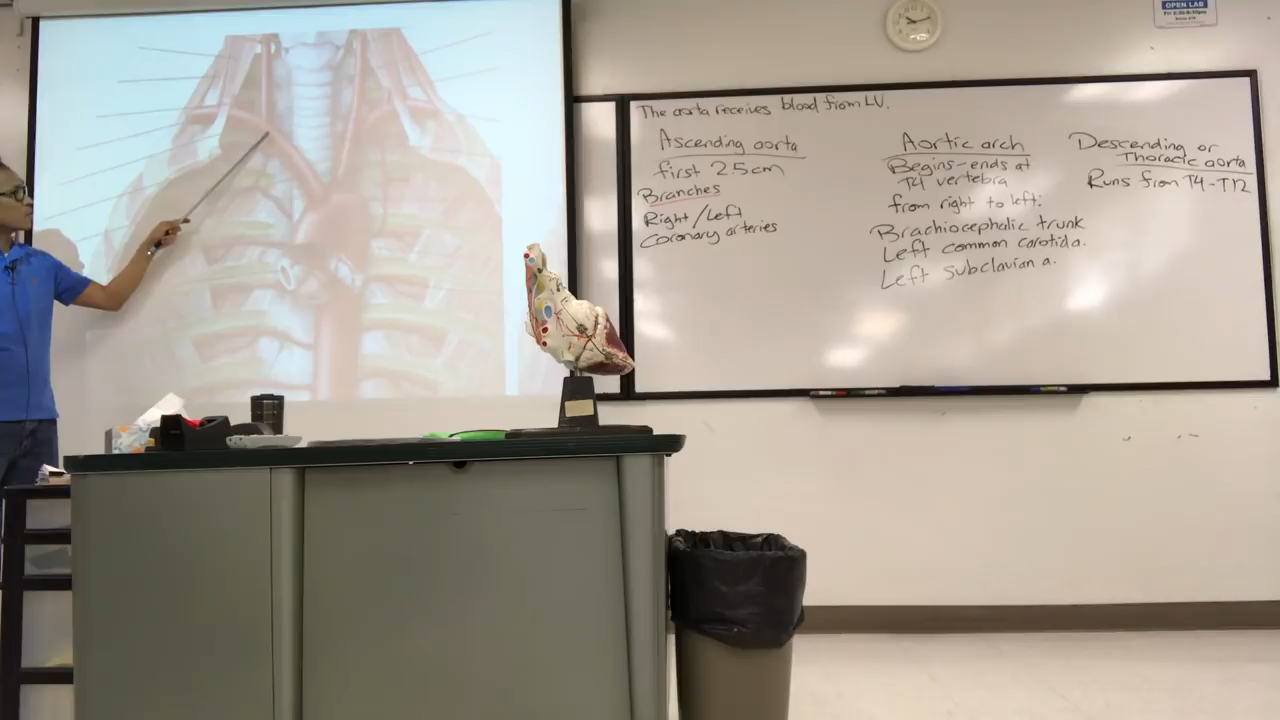 OPEN LAB
The aorta receives blood from LV.
Ascending aorta
first 2.5cm
Branches
Right/Left
Coronary arteries
Aortic arch
Begins-ends at
T4 vertebra
from right to left:
Brachiocephalic trunk
Left common carotid a.
Left Subclavian a.
Descending or
Thoracic aorta
Runs from T4-T12